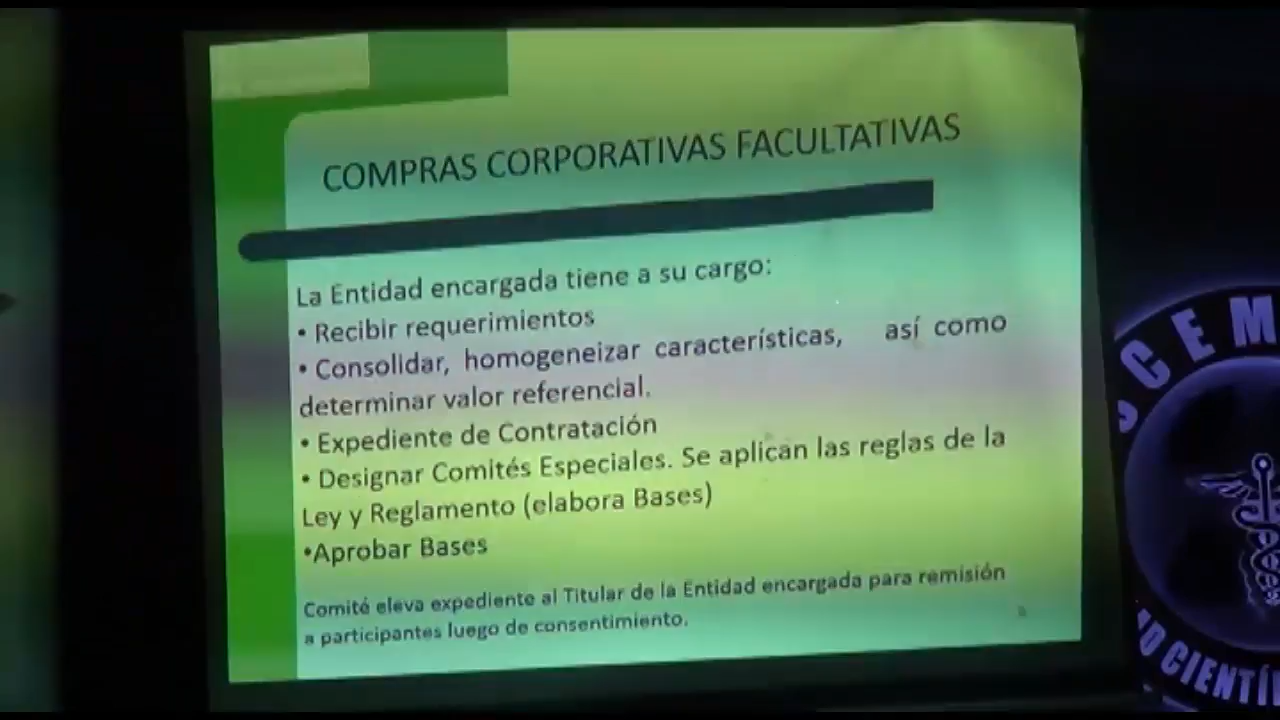 COMPRAS CORPORATIVAS FACULTATIVAS
La Entidad encargada tiene a su cargo:
• Recibir requerimientos
• Consolidar, homogeneizar características, así como
determinar valor referencial.
• Expediente de Contratación
• Designar Comités Especiales. Se aplican las reglas de la
Ley y Reglamento (elabora Bases)
•Aprobar Bases
Comité eleva expediente al Titular de la Entidad encargada para remisión
a participantes luego de consentimiento.
SCEM